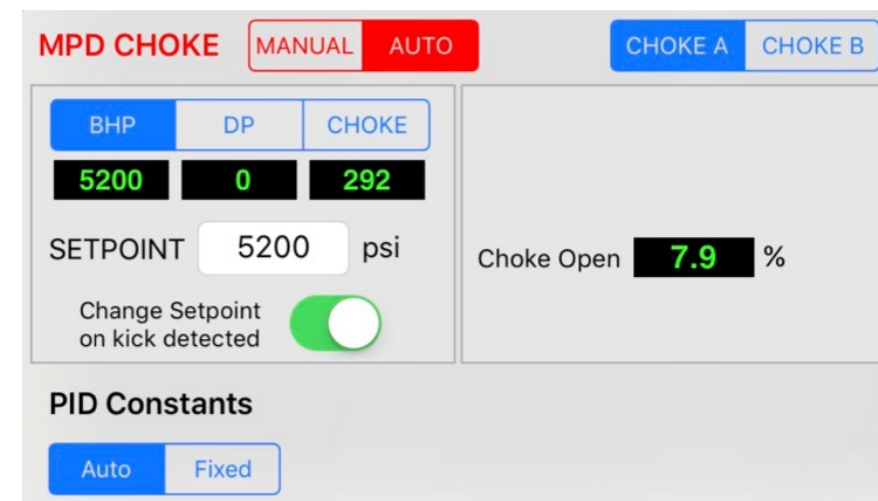 MPD CHOKE MANUAL AUTO CHOKE A CHOKE B
BHP DP CHOKE
5200 0 292
SETPOINT 5200 psi
Choke Open 7.9 %
Change Setpoint
on kick detected
PID Constants
Auto Fixed